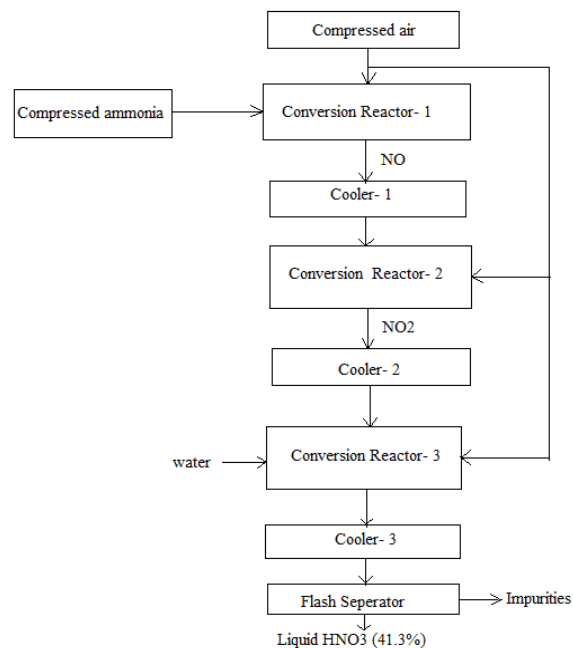 Compressed air
Compressed ammonia
Conversion Reactor- 1
NO
Cooler- 1
Conversion Reactor- 2
NO2
Cooler- 2
water
Conversion Reactor- 3
Cooler- 3
Flash Seperator
Impurities
Liquid HNO3 (41.3%)